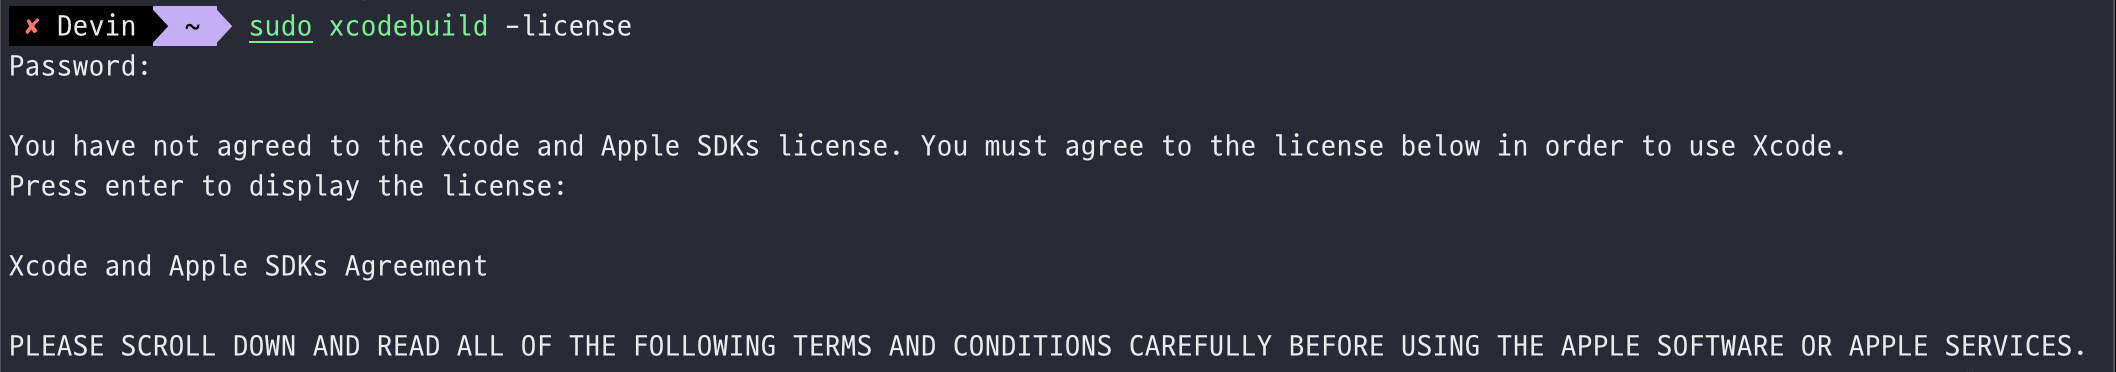 ✘ Devin ~ sudo xcodebuild -license
Password:
You have not agreed to the Xcode and Apple SDKs license. You must agree to the license below in order to use Xcode.
Press enter to display the license:
Xcode and Apple SDKs Agreement
PLEASE SCROLL DOWN AND READ ALL OF THE FOLLOWING TERMS AND CONDITIONS CAREFULLY BEFORE USING THE APPLE SOFTWARE OR APPLE SERVICES.